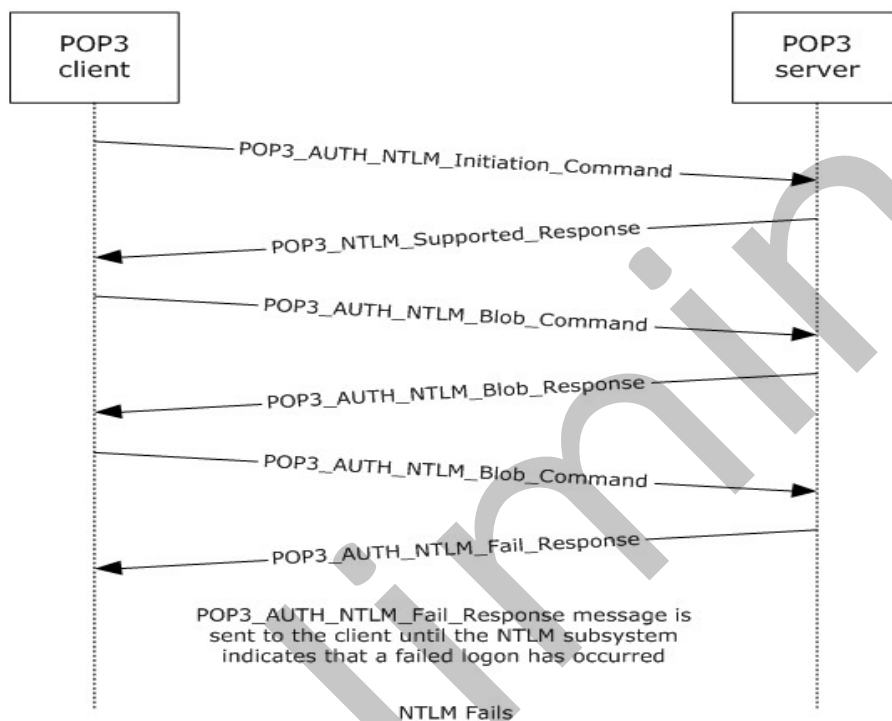 POP3
client
POP3
server
POP3_AUTH_NTLM_Initiation_Command
POP3_NTLM_Supported_Response
POP3_AUTH_NTLM_Blob_Command
POP3_AUTH_NTLM_Blob_Response
POP3_AUTH_NTLM_Blob_Command
POP3_AUTH_NTLM_Fail_Response
POP3_AUTH_NTLM_Fail_Response message is
sent to the client until the NTLM subsystem
indicates that a failed logon has occurred
NTLM Fails